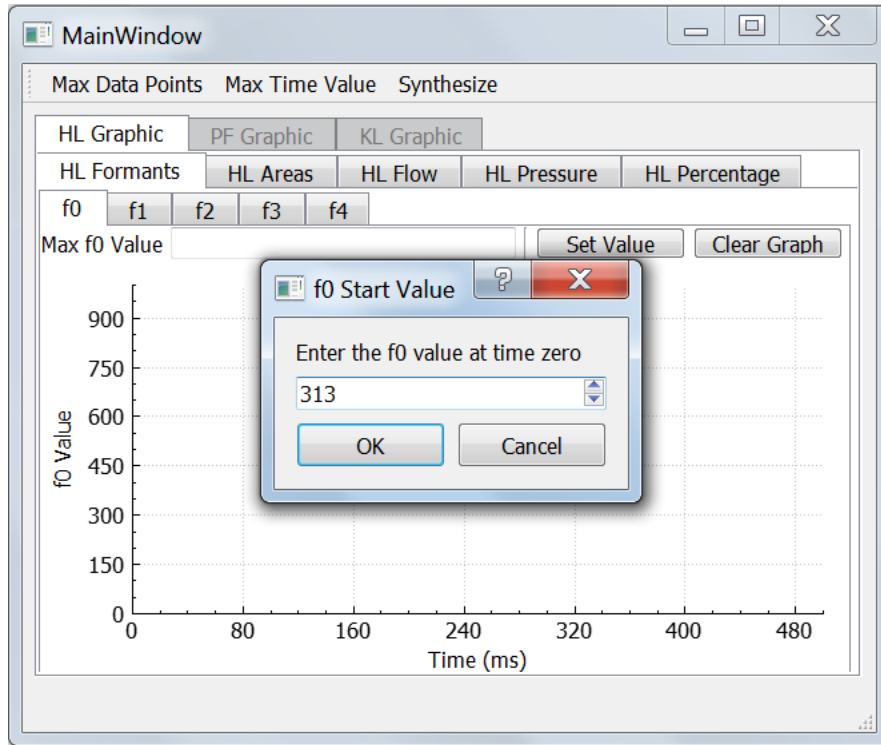 MainWindow
Max Data Points Max Time Value Synthesize
HL Graphic PF Graphic KL Graphic
HL Formants HL Areas HL Flow HL Pressure HL Percentage
f0 f1 f2 f3 f4
Max f0 Value Set Value Clear Graph
f0 Start Value
Enter the f0 value at time zero
313
OK Cancel
f0 Value
900
750
600
450
300
150
0
0 80 160 240 320 400 480
Time (ms)